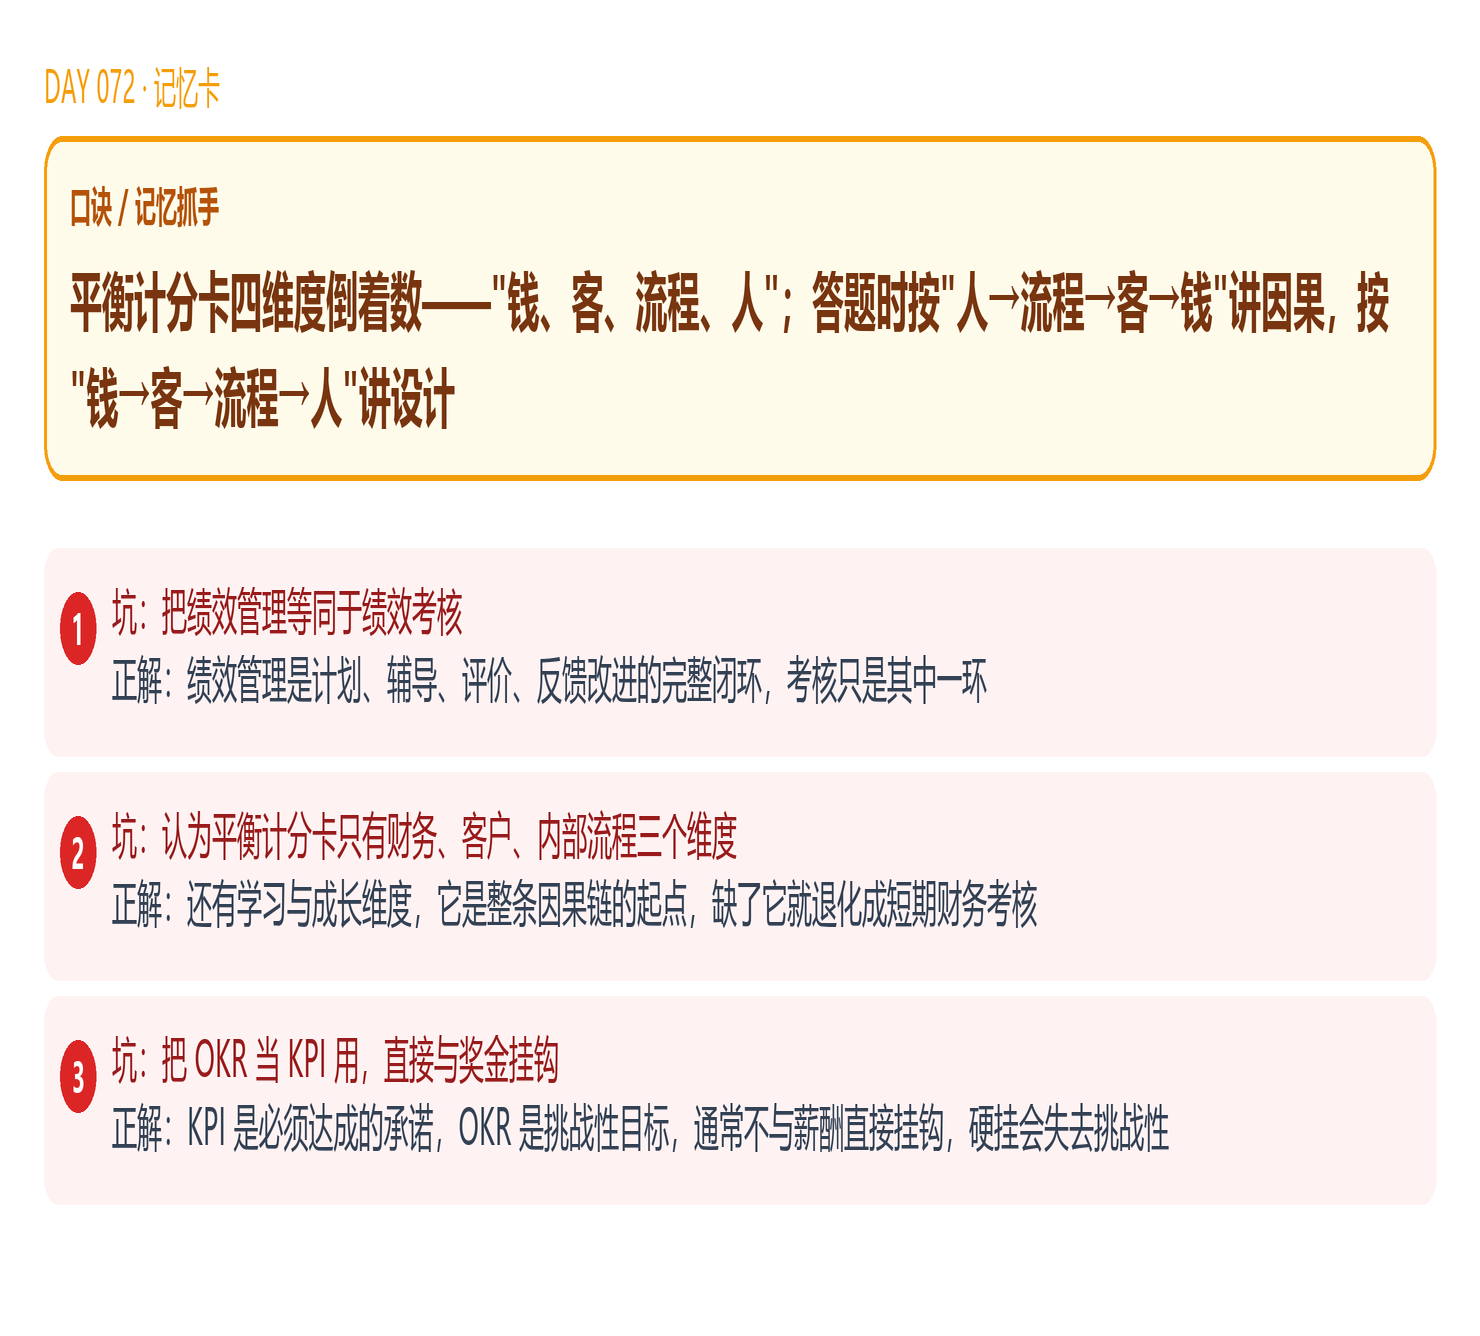 DAY 072 · 记忆卡
口诀 / 记忆抓手
平衡计分卡四维度倒着数——"钱、客、流程、人"；答题时按"人→流程→客→钱"讲因果，按
"钱→客→流程→人"讲设计
1
坑：把绩效管理等同于绩效考核
正解：绩效管理是计划、辅导、评价、反馈改进的完整闭环，考核只是其中一环
2
坑：认为平衡计分卡只有财务、客户、内部流程三个维度
正解：还有学习与成长维度，它是整条因果链的起点，缺了它就退化成短期财务考核
3
坑：把 OKR 当 KPI 用，直接与奖金挂钩
正解：KPI 是必须达成的承诺，OKR 是挑战性目标，通常不与薪酬直接挂钩，硬挂会失去挑战性